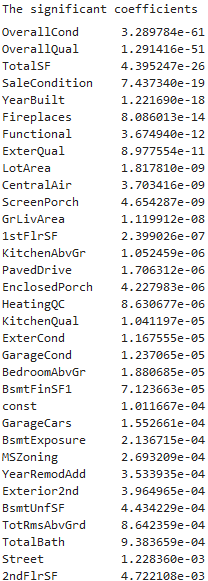 The significant coefficients
OverallCond 3.289784e-61
OverallQual 1.291416e-51
TotalSF 4.395247e-26
SaleCondition 7.437340e-19
YearBuilt 1.221690e-18
Fireplaces 8.086013e-14
Functional 3.674940e-12
ExterQual 8.977554e-11
LotArea 1.817810e-09
CentralAir 3.703416e-09
ScreenPorch 4.654287e-09
GrLivArea 1.119912e-08
1stFlrSF 2.399026e-07
KitchenAbvGr 1.052459e-06
PavedDrive 1.706312e-06
EnclosedPorch 4.227983e-06
HeatingQC 8.630677e-06
KitchenQual 1.041197e-05
ExterCond 1.167555e-05
GarageCond 1.237065e-05
BedroomAbvGr 1.880685e-05
BsmtFinSF1 7.123663e-05
const 1.011667e-04
GarageCars 1.552661e-04
BsmtExposure 2.136715e-04
MSZoning 2.693209e-04
YearRemodAdd 3.533935e-04
Exterior2nd 3.964965e-04
BsmtUnfSF 4.434229e-04
TotRmsAbvGrd 8.642359e-04
TotalBath 9.383659e-04
Street 1.228360e-03
2ndFlrSF 4.722108e-03